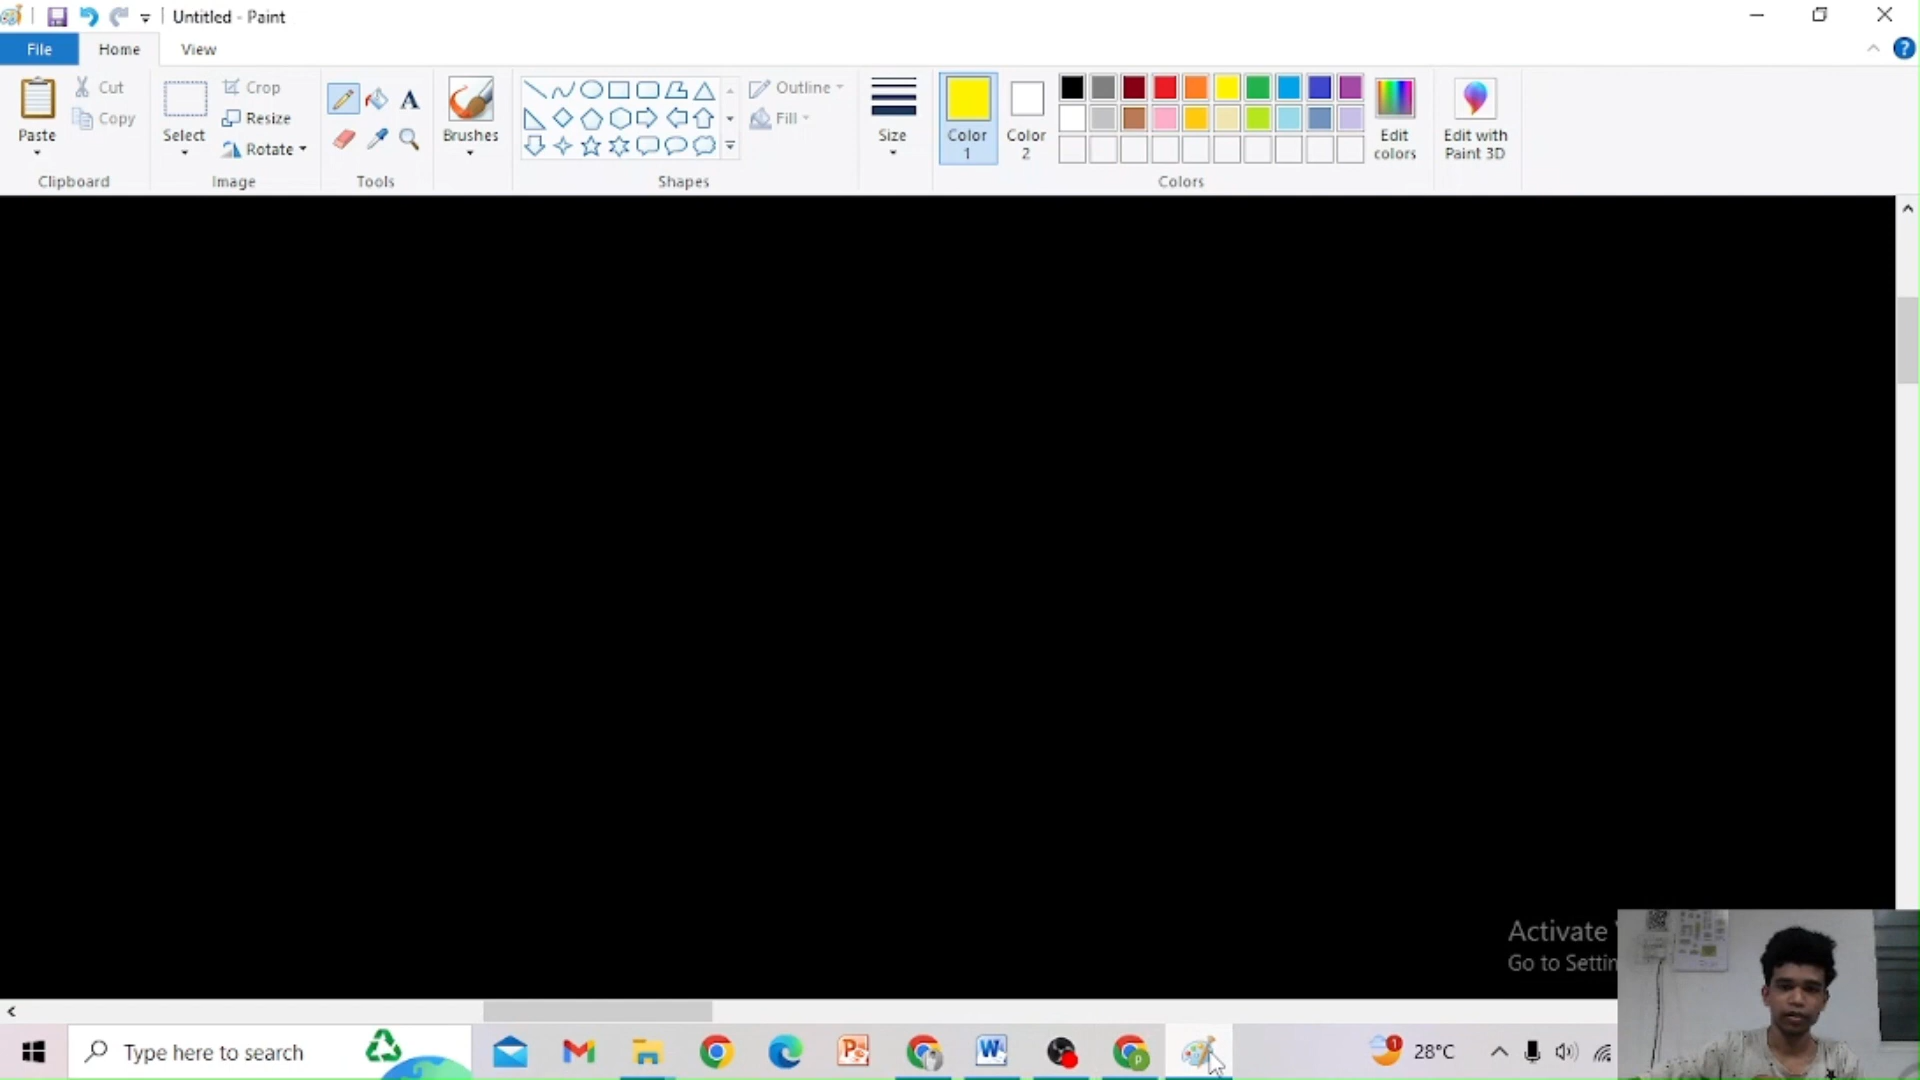 Untitled - Paint
File Home View
Paste Cut Copy Clipboard
Select Crop Resize Rotate Image
A Tools
Brushes
Outline Fill Shapes
Size
Color 1 Color 2 Edit colors Colors
Edit with Paint 3D
Activate
Go to Settin
Type here to search
1 28°C